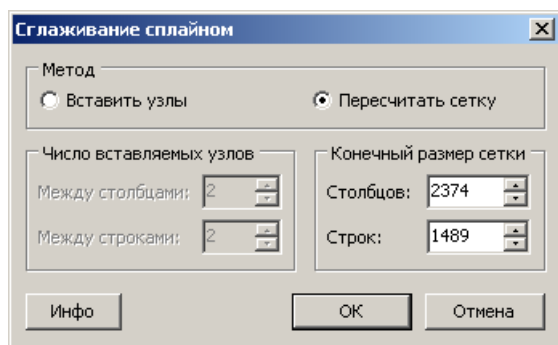 Сглаживание сплайном
Метод
Вставить узлы
Пересчитать сетку
Число вставляемых узлов
Между столбцами: 2
Между строками: 2
Конечный размер сетки
Столбцов: 2374
Строк: 1489
Инфо
OK
Отмена